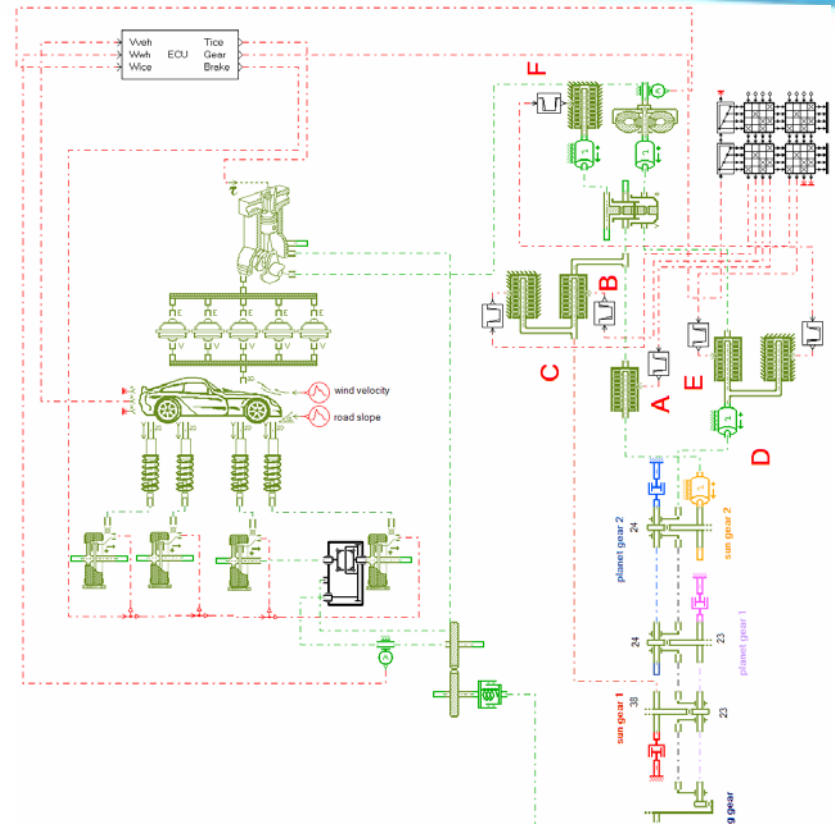 Vveh Tice
Wwh ECU Gear
Wice Brake
F
B
C
A
E
D
E E E E E
V V V V V
wind velocity
road slope
planet gear 2
24
sun gear 2
24
23
planet gear 1
38
sun gear 1
23
g gear